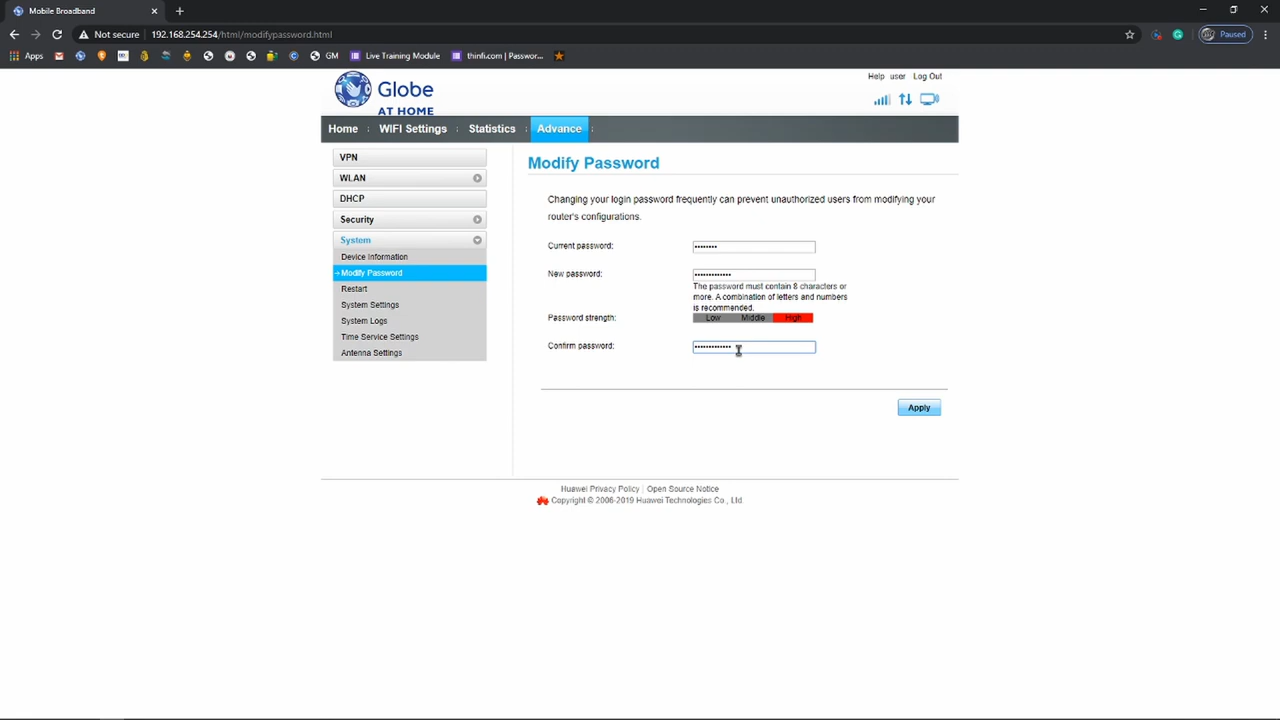 Mobile Broadband
Not secure 192.168.254.254/html/modifypassword.html Paused
Apps GM Live Training Module thinfi.com | Passwor...
Globe
AT HOME
Help user Log Out
Home WIFI Settings Statistics Advance
VPN
WLAN
DHCP
Security
System
Device Information
Modify Password
Restart
System Settings
System Logs
Time Service Settings
Antenna Settings
Modify Password
Changing your login password frequently can prevent unauthorized users from modifying your
router's configurations.
Current password: ••••••••
New password: ••••••••••••
The password must contain 8 characters or
more. A combination of letters and numbers
is recommended.
Password strength: Low Middle High
Confirm password: ••••••••••••
Apply
Huawei Privacy Policy | Open Source Notice
Copyright © 2006-2019 Huawei Technologies Co., Ltd